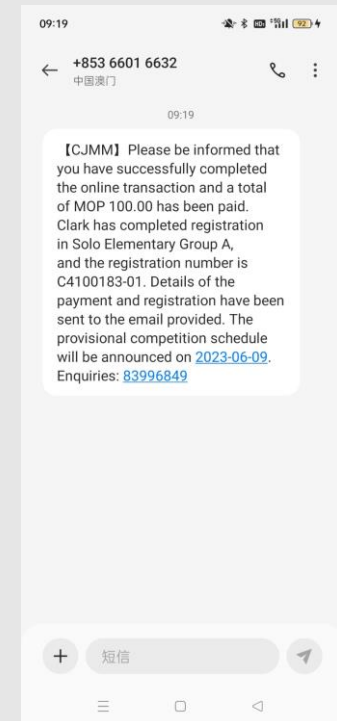 09:19
HD 5G 92
+853 6601 6632
中国澳门
09:19
【CJMM】Please be informed that
you have successfully completed
the online transaction and a total
of MOP 100.00 has been paid.
Clark has completed registration
in Solo Elementary Group A,
and the registration number is
C4100183-01. Details of the
payment and registration have been
sent to the email provided. The
provisional competition schedule
will be announced on 2023-06-09.
Enquiries: 83996849
短信